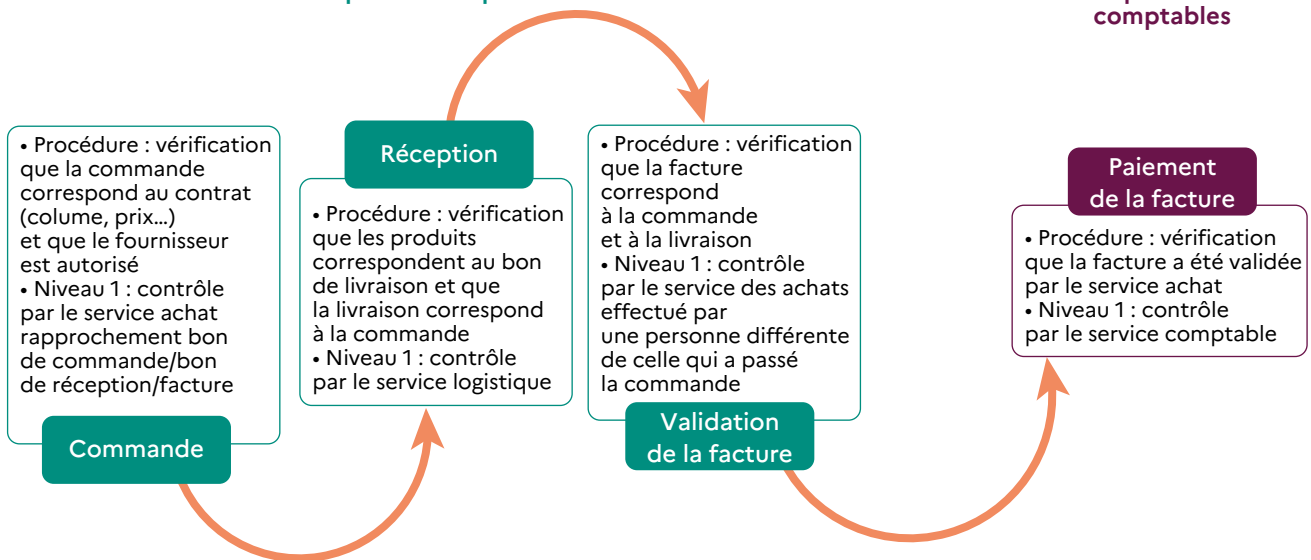 comptables
• Procédure : vérification
que la commande
correspond au contrat
(colume, prix…)
et que le fournisseur
est autorisé
• Niveau 1 : contrôle
par le service achat
rapprochement bon
de commande/bon
de réception/facture
Commande
Réception
• Procédure : vérification
que les produits
correspondent au bon
de livraison et que
la livraison correspond
à la commande
• Niveau 1 : contrôle
par le service logistique
• Procédure : vérification
que la facture
correspond
à la commande
et à la livraison
• Niveau 1 : contrôle
par le service des achats
effectué par
une personne différente
de celle qui a passé
la commande
Validation
de la facture
Paiement
de la facture
• Procédure : vérification
que la facture a été validée
par le service achat
• Niveau 1 : contrôle
par le service comptable